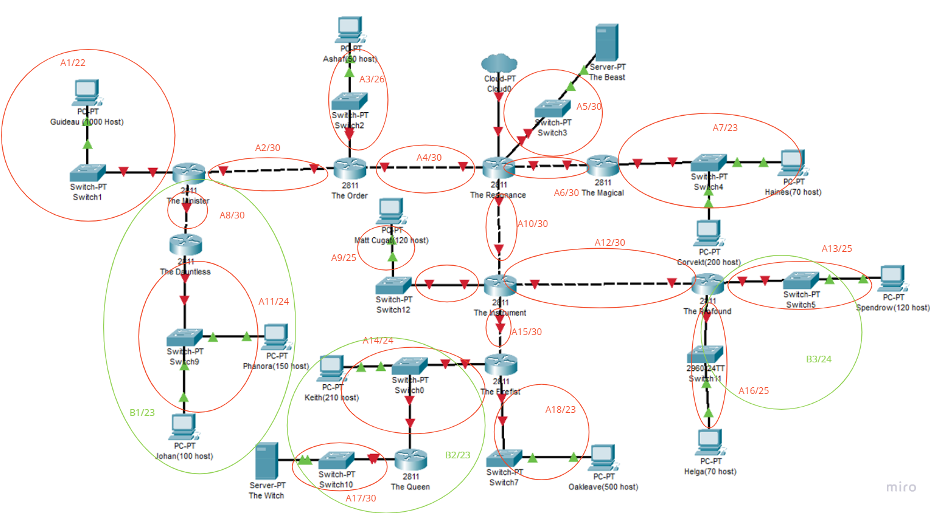 PC-PT
Ashaf(60 host)
A3/26
Switch-PT
Switch2
A1/22
PC-PT
Guideau (1000 Host)
Switch-PT
Switch1
A2/30
2811
The Order
A4/30
Cloud-PT
Cloud0
Server-PT
The Beast
A5/30
Switch-PT
Switch3
2811
The Resonance
A6/30
2811
The Magical
A7/23
Switch-PT
Switch4
PC-PT
Haines(70 host)
PC-PT
Corvekt(200 host)
2811
The Minister
A8/30
2811
The Dauntless
A11/24
Switch-PT
Switch9
PC-PT
Phanora(150 host)
B1/23
PC-PT
Johan(100 host)
PC-PT
Matt Cugat(120 host)
A9/25
Switch-PT
Switch12
A10/30
2811
The Instrument
A12/30
2811
The Profound
A13/25
Switch-PT
Switch5
PC-PT
Spendrow(120 host)
B3/24
2960-24TT
Switch11
A16/25
PC-PT
Helga(70 host)
A15/30
2811
The Firefist
A14/24
PC-PT
Keith(210 host)
Switch-PT
Switch0
B2/23
2811
The Queen
Switch-PT
Switch10
A17/30
Server-PT
The Witch
A18/23
Switch-PT
Switch7
PC-PT
Oakleave(500 host)
miro